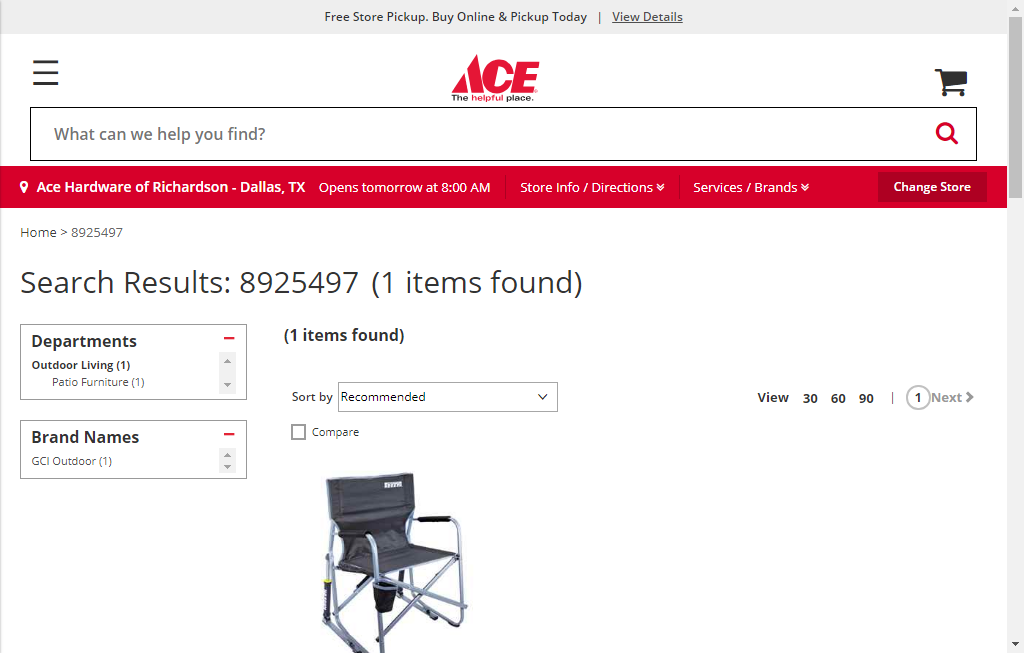 Free Store Pickup. Buy Online & Pickup Today | View Details
ACE
The helpful place.
What can we help you find?
Ace Hardware of Richardson - Dallas, TX Opens tomorrow at 8:00 AM Store Info / Directions Services / Brands Change Store
Home > 8925497
Search Results: 8925497 (1 items found)
Departments
Outdoor Living (1)
Patio Furniture (1)
Brand Names
GCI Outdoor (1)
(1 items found)
Sort by Recommended View 30 60 90 | 1 Next
Compare